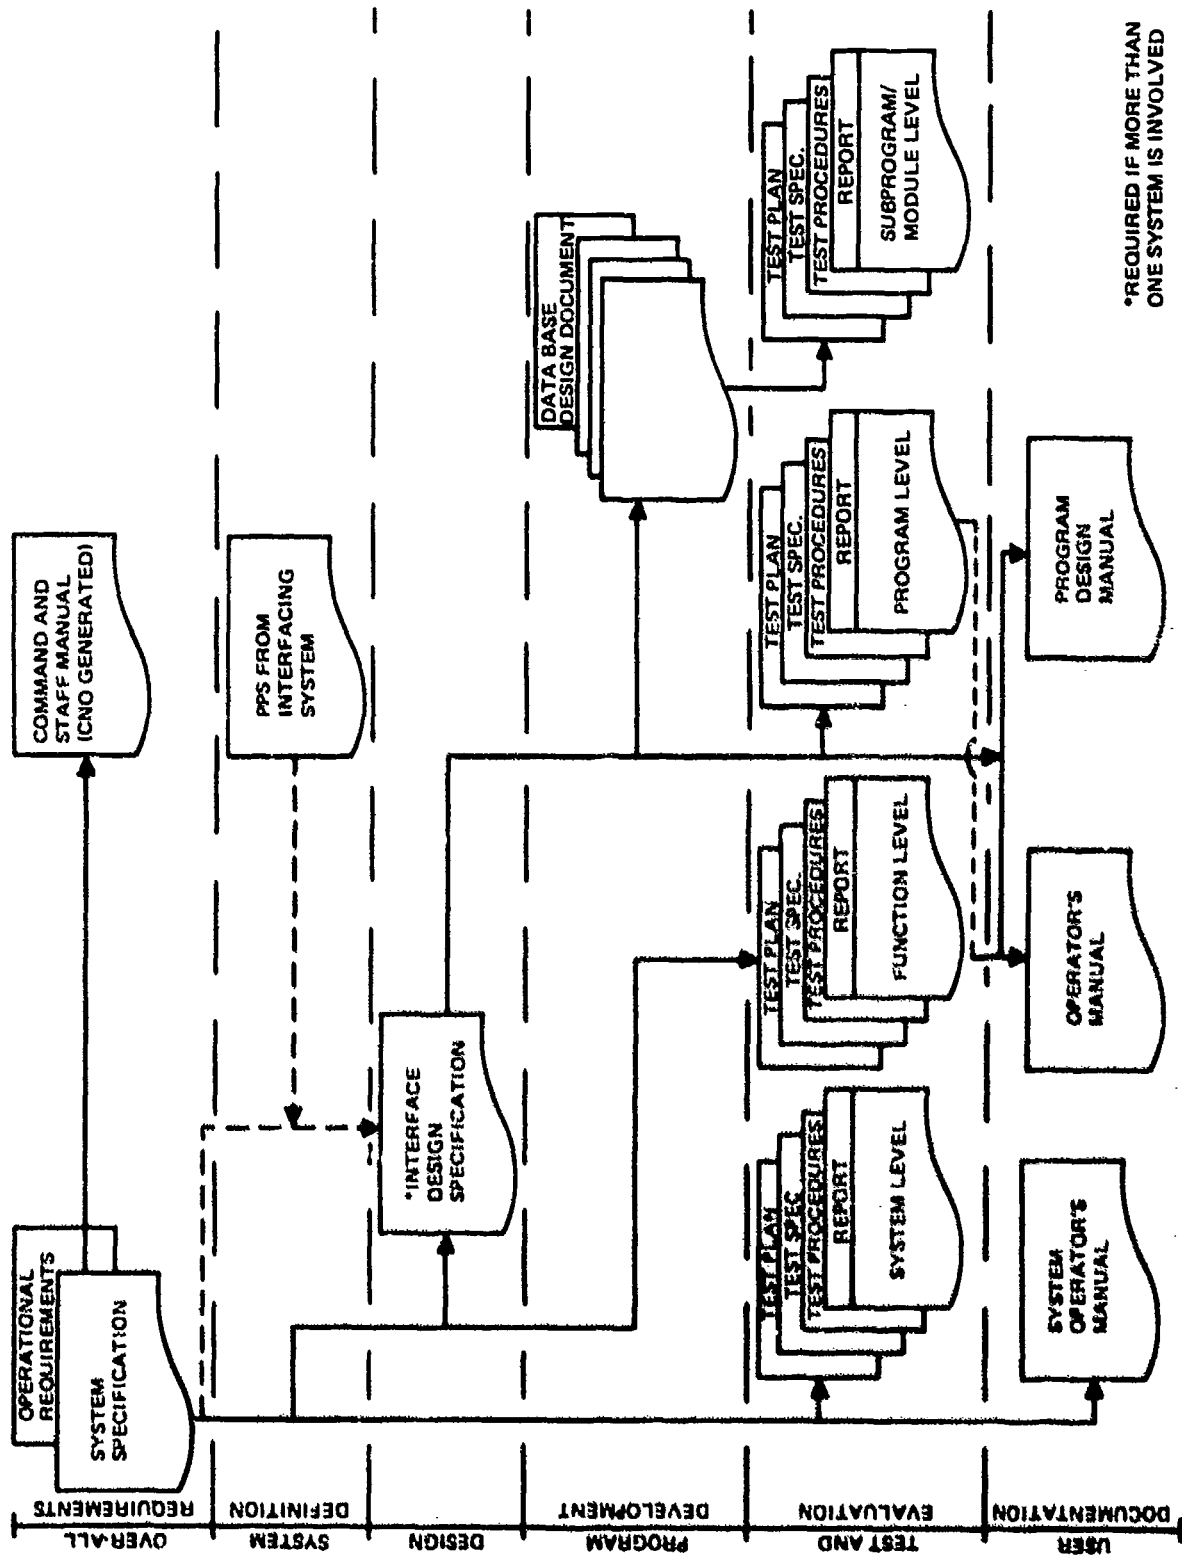 OPERATIONAL
REQUIREMENTS
SYSTEM
SPECIFICATION
COMMAND AND
STAFF MANUAL
(CNO GENERATED)
PPS FROM
INTERFACING
SYSTEM
*INTERFACE
DESIGN
SPECIFICATION
DATA BASE
DESIGN DOCUMENT
TEST PLAN
TEST SPEC
TEST PROCEDURES
REPORT
SYSTEM LEVEL
TEST PLAN
TEST SPEC.
TEST PROCEDURES
REPORT
FUNCTION LEVEL
TEST PLAN
TEST SPEC.
TEST PROCEDURES
REPORT
PROGRAM LEVEL
TEST PLAN
TEST SPEC.
TEST PROCEDURES
REPORT
SUBPROGRAM/
MODULE LEVEL
SYSTEM
OPERATOR'S
MANUAL
OPERATOR'S
MANUAL
PROGRAM
DESIGN
MANUAL
*REQUIRED IF MORE THAN
ONE SYSTEM IS INVOLVED
OVER-ALL
REQUIREMENTS
SYSTEM
DEFINITION
DESIGN
PROGRAM
DEVELOPMENT
TEST AND
EVALUATION
USER
DOCUMENTATION